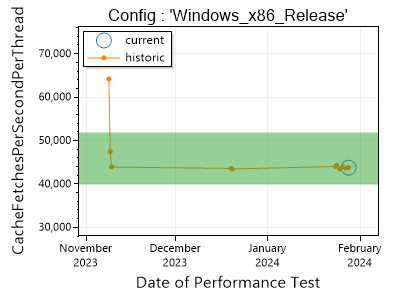 Config : 'Windows_x86_Release'
CacheFetchesPerSecondPerThread
current
historic
70,000
60,000
50,000
40,000
30,000
November December January February
2023 2023 2024 2024
Date of Performance Test